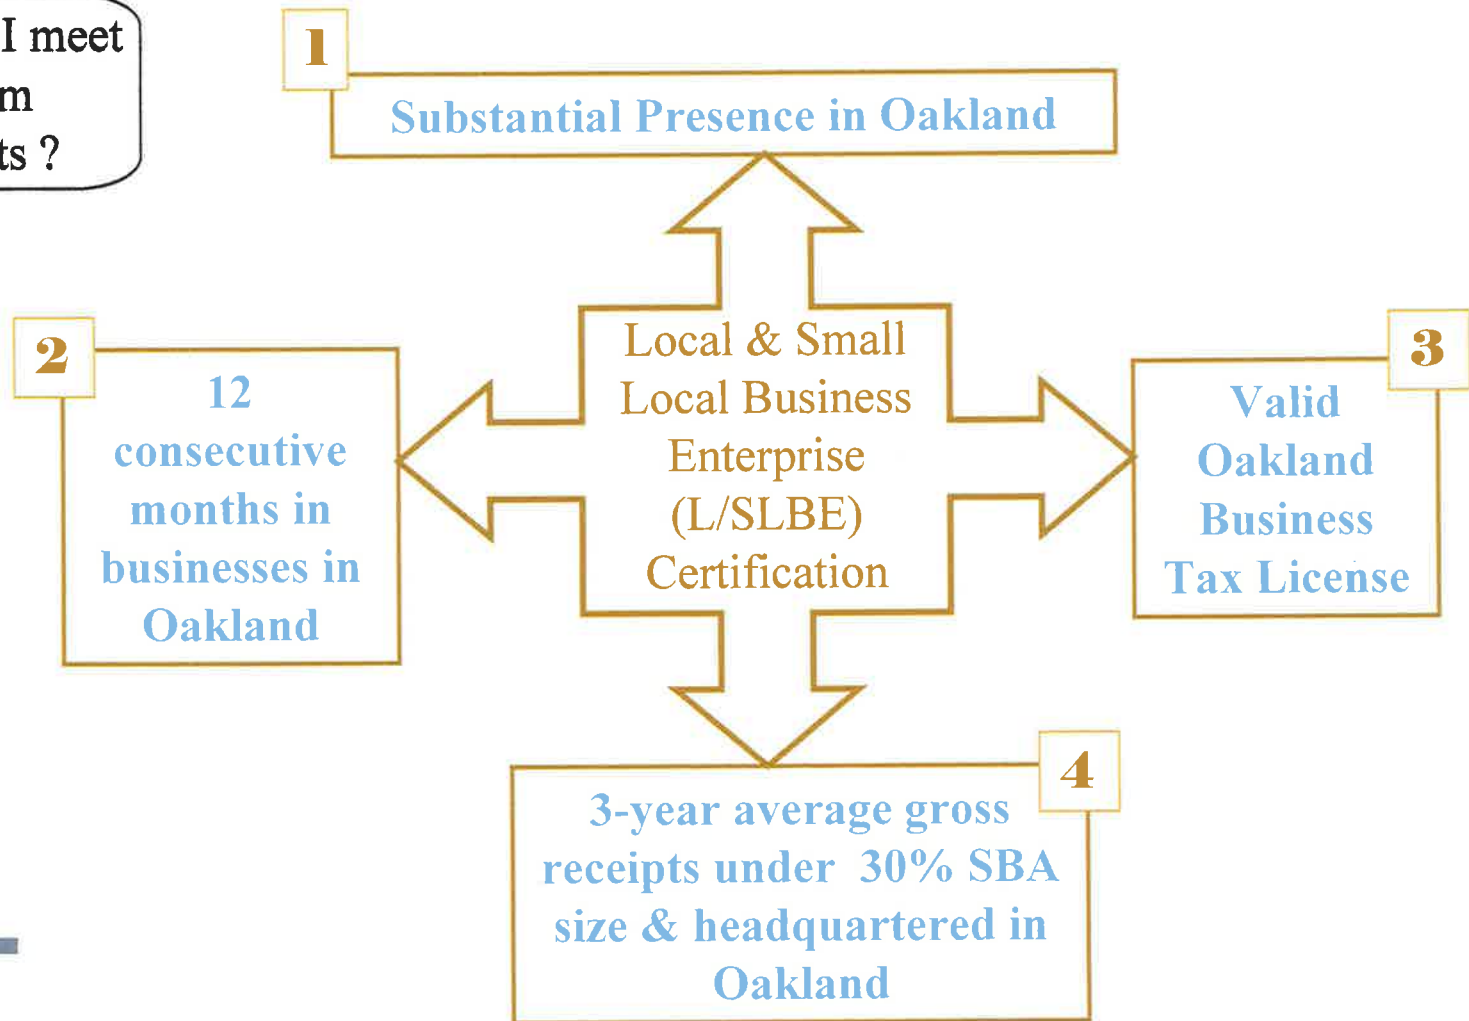 I meet
m
ts ?
1
Substantial Presence in Oakland
2
12
consecutive
months in
businesses in
Oakland
Local & Small
Local Business
Enterprise
(L/SLBE)
Certification
3
Valid
Oakland
Business
Tax License
4
3-year average gross
receipts under 30% SBA
size & headquartered in
Oakland